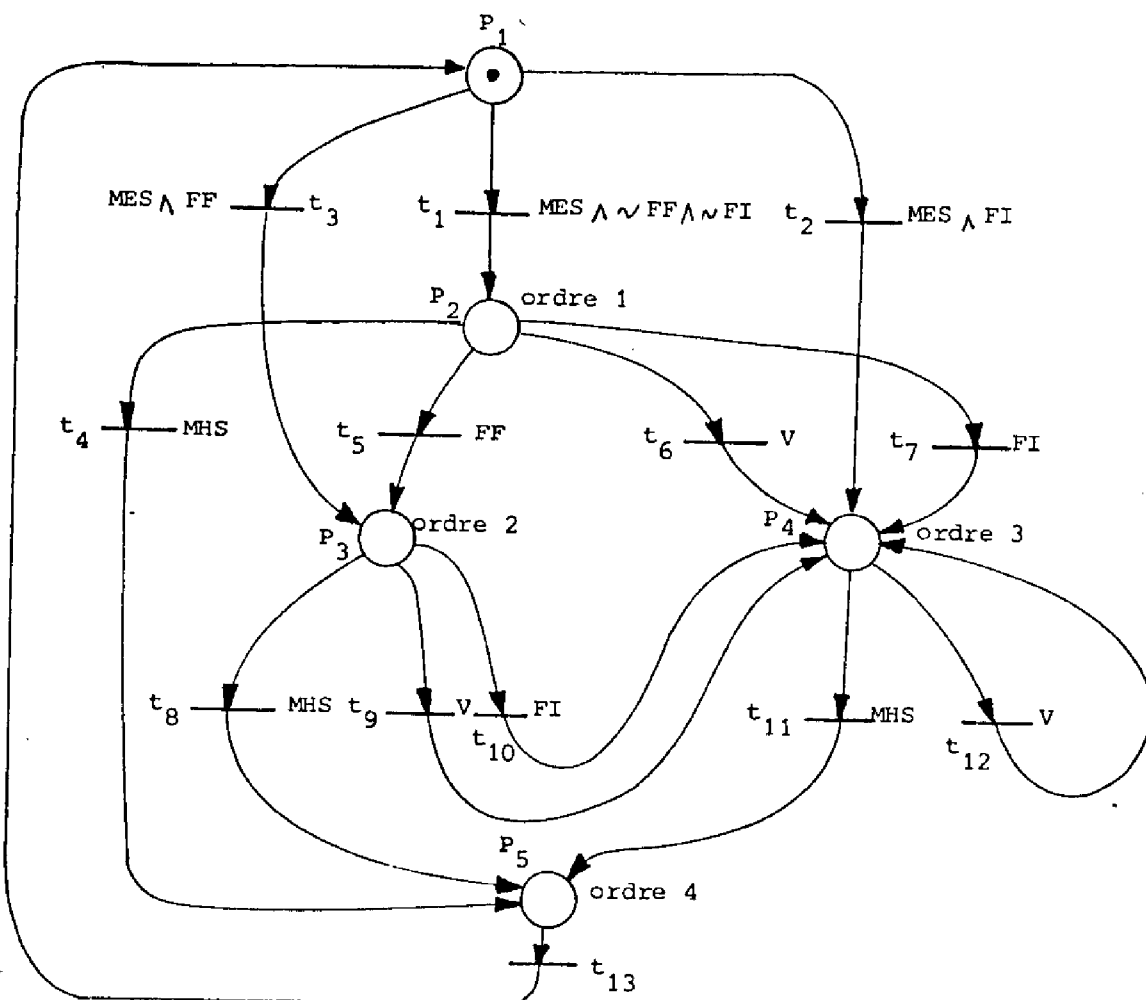 P1
MES ∧ FF t3
t1 MES ∧ ~ FF ∧ ~ FI
t2 MES ∧ FI
P2 ordre 1
t4 MHS
t5 FF
t6 V
t7 FI
P3 ordre 2
P4 ordre 3
t8 MHS
t9 V
t10 FI
t11 MHS
t12 V
P5 ordre 4
t13